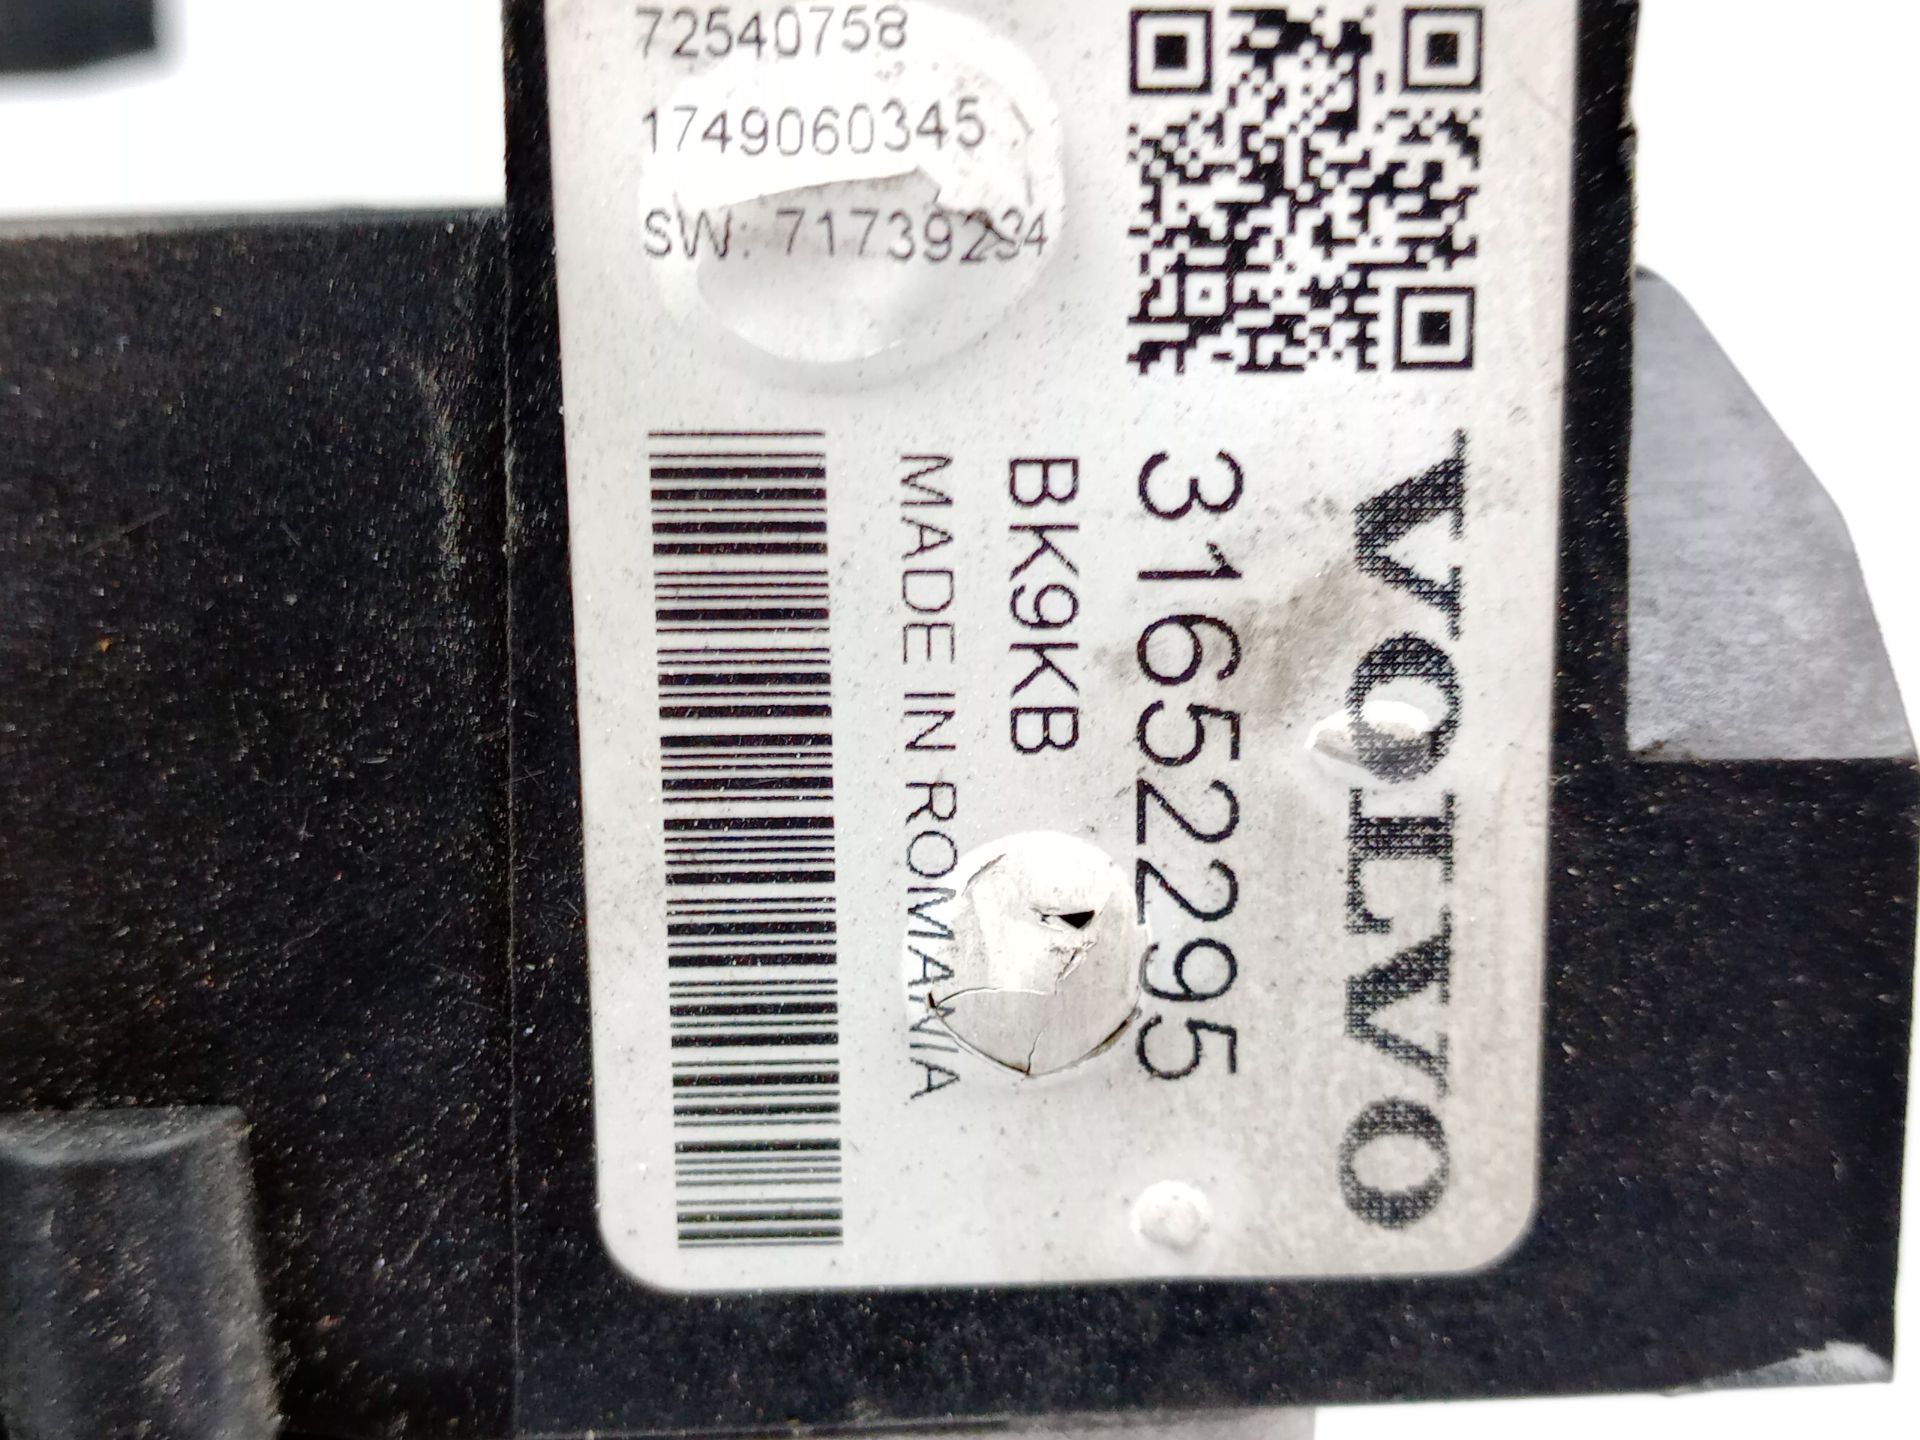 72540758
1749060345
SW: 71739234
VOLVO
31652295
BK9KB
MADE IN ROMANIA